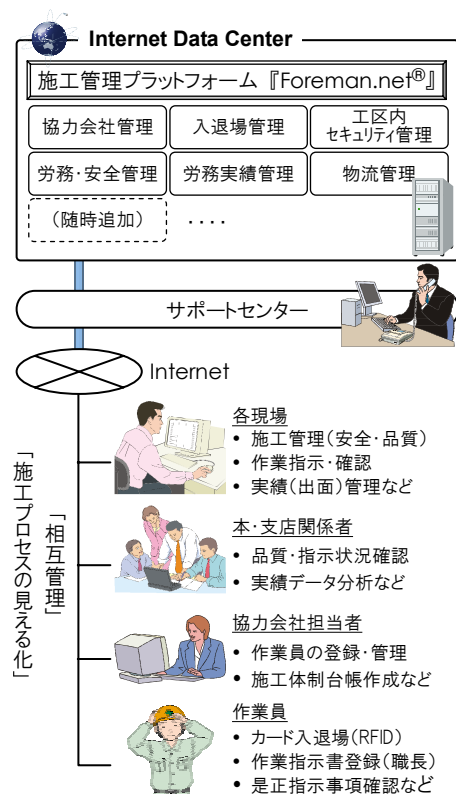 Internet Data Center
施工管理プラットフォーム『Foreman.net®』
協力会社管理
入退場管理
工区内
セキュリティ管理
労務・安全管理
労務実績管理
物流管理
（随時追加）
・・・・
サポートセンター
Internet
「相互管理」
「施工プロセスの見える化」
各現場
• 施工管理（安全・品質）
• 作業指示・確認
• 実績（出面）管理など
本・支店関係者
• 品質・指示状況確認
• 実績データ分析など
協力会社担当者
• 作業員の登録・管理
• 施工体制台帳作成など
作業員
• カード入退場（RFID）
• 作業指示書登録（職長）
• 是正指示事項確認など